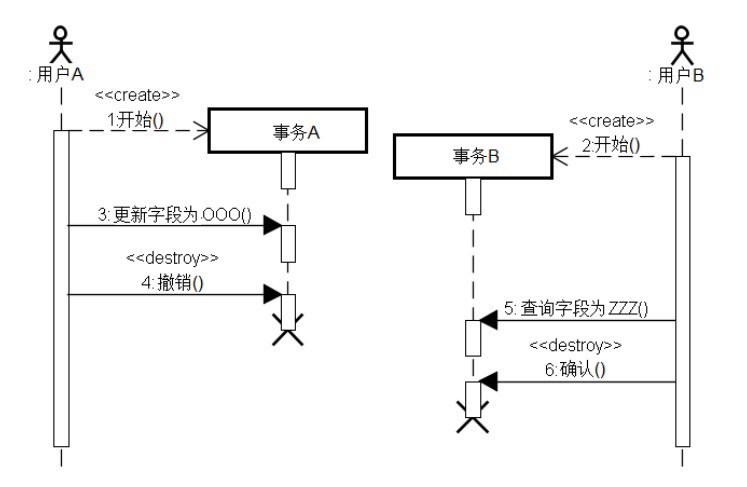 : 用户A
: 用户B
<<create>>
1:开始()
事务A
<<create>>
2:开始()
事务B
3: 更新字段为 OOO()
<<destroy>>
4: 撤销()
5: 查询字段为 ZZZ()
<<destroy>>
6:确认()